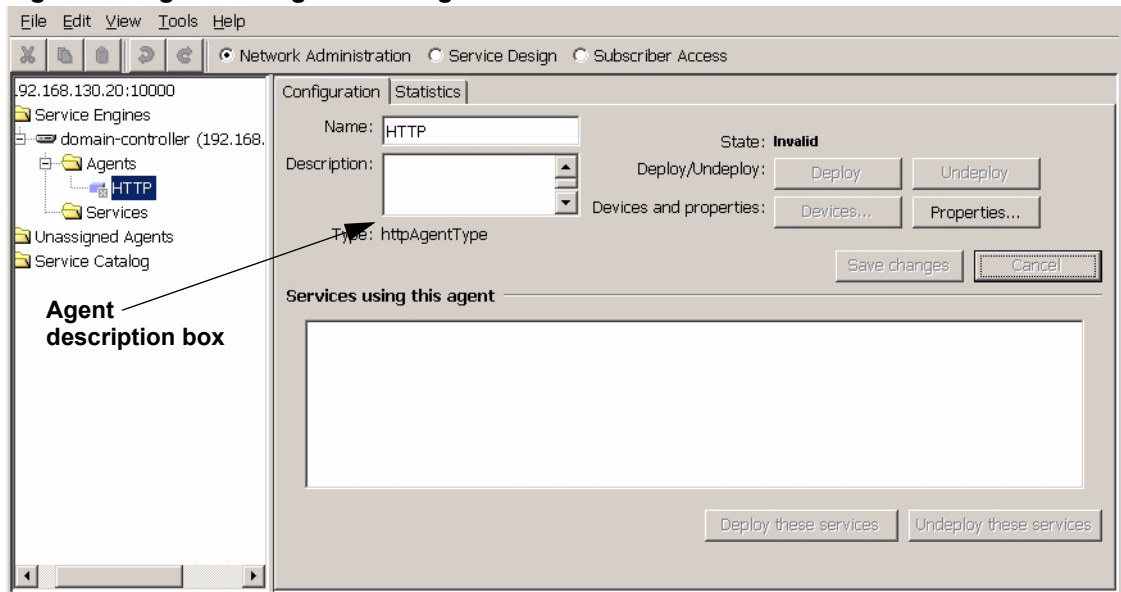 File Edit View Tools Help
Network Administration Service Design Subscriber Access
.92.168.130.20:10000
Service Engines
domain-controller (192.168.
Agents
HTTP
Services
Unassigned Agents
Service Catalog
Agent
description box
Configuration Statistics
Name: HTTP
State: Invalid
Description:
Deploy/Undeploy: Deploy Undeploy
Devices and properties: Devices... Properties...
Type: httpAgentType
Save changes Cancel
Services using this agent
Deploy these services Undeploy these services